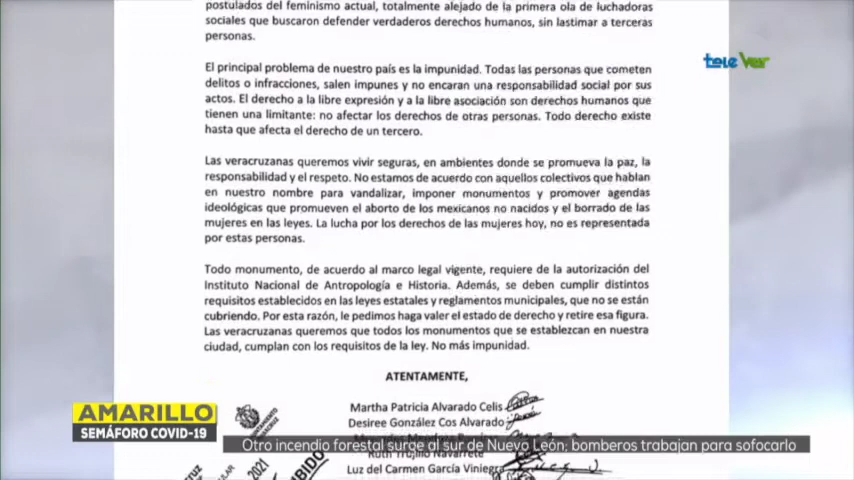 postulados del feminismo actual, totalmente alejado de la primera ola de luchadoras
sociales que buscaron defender verdaderos derechos humanos, sin lastimar a terceras
personas.
El principal problema de nuestro país es la impunidad. Todas las personas que cometen
delitos o infracciones, salen impunes y no encaran una responsabilidad social por sus
actos. El derecho a la libre expresión y a la libre asociación son derechos humanos que
tienen una limitante: no afectar los derechos de otras personas. Todo derecho existe
hasta que afecta el derecho de un tercero.
Las veracruzanas queremos vivir seguras, en ambientes donde se promueva la paz, la
responsabilidad y el respeto. No estamos de acuerdo con aquellos colectivos que hablan
en nuestro nombre para vandalizar, imponer monumentos y promover agendas
ideológicas que promueven el aborto de los mexicanos no nacidos y el borrado de las
mujeres en las leyes. La lucha por los derechos de las mujeres hoy, no es representada
por estas personas.
Todo monumento, de acuerdo al marco legal vigente, requiere de la autorización del
Instituto Nacional de Antropología e Historia. Además, se deben cumplir distintos
requisitos establecidos en las leyes estatales y reglamentos municipales, que no se están
cubriendo. Por esta razón, le pedimos haga valer el estado de derecho y retire esa figura.
Las veracruzanas queremos que todos los monumentos que se establezcan en nuestra
ciudad, cumplan con los requisitos de la ley. No más impunidad.
ATENTAMENTE,
Martha Patricia Alvarado Celis
Desiree González Cos Alvarado
Ruth Trujillo Navarrete
Luz del Carmen García Viniegra
2021
tele Ver
AMARILLO
SEMÁFORO COVID-19
Otro incendio forestal surge al sur de Nuevo León; bomberos trabajan para sofocarlo